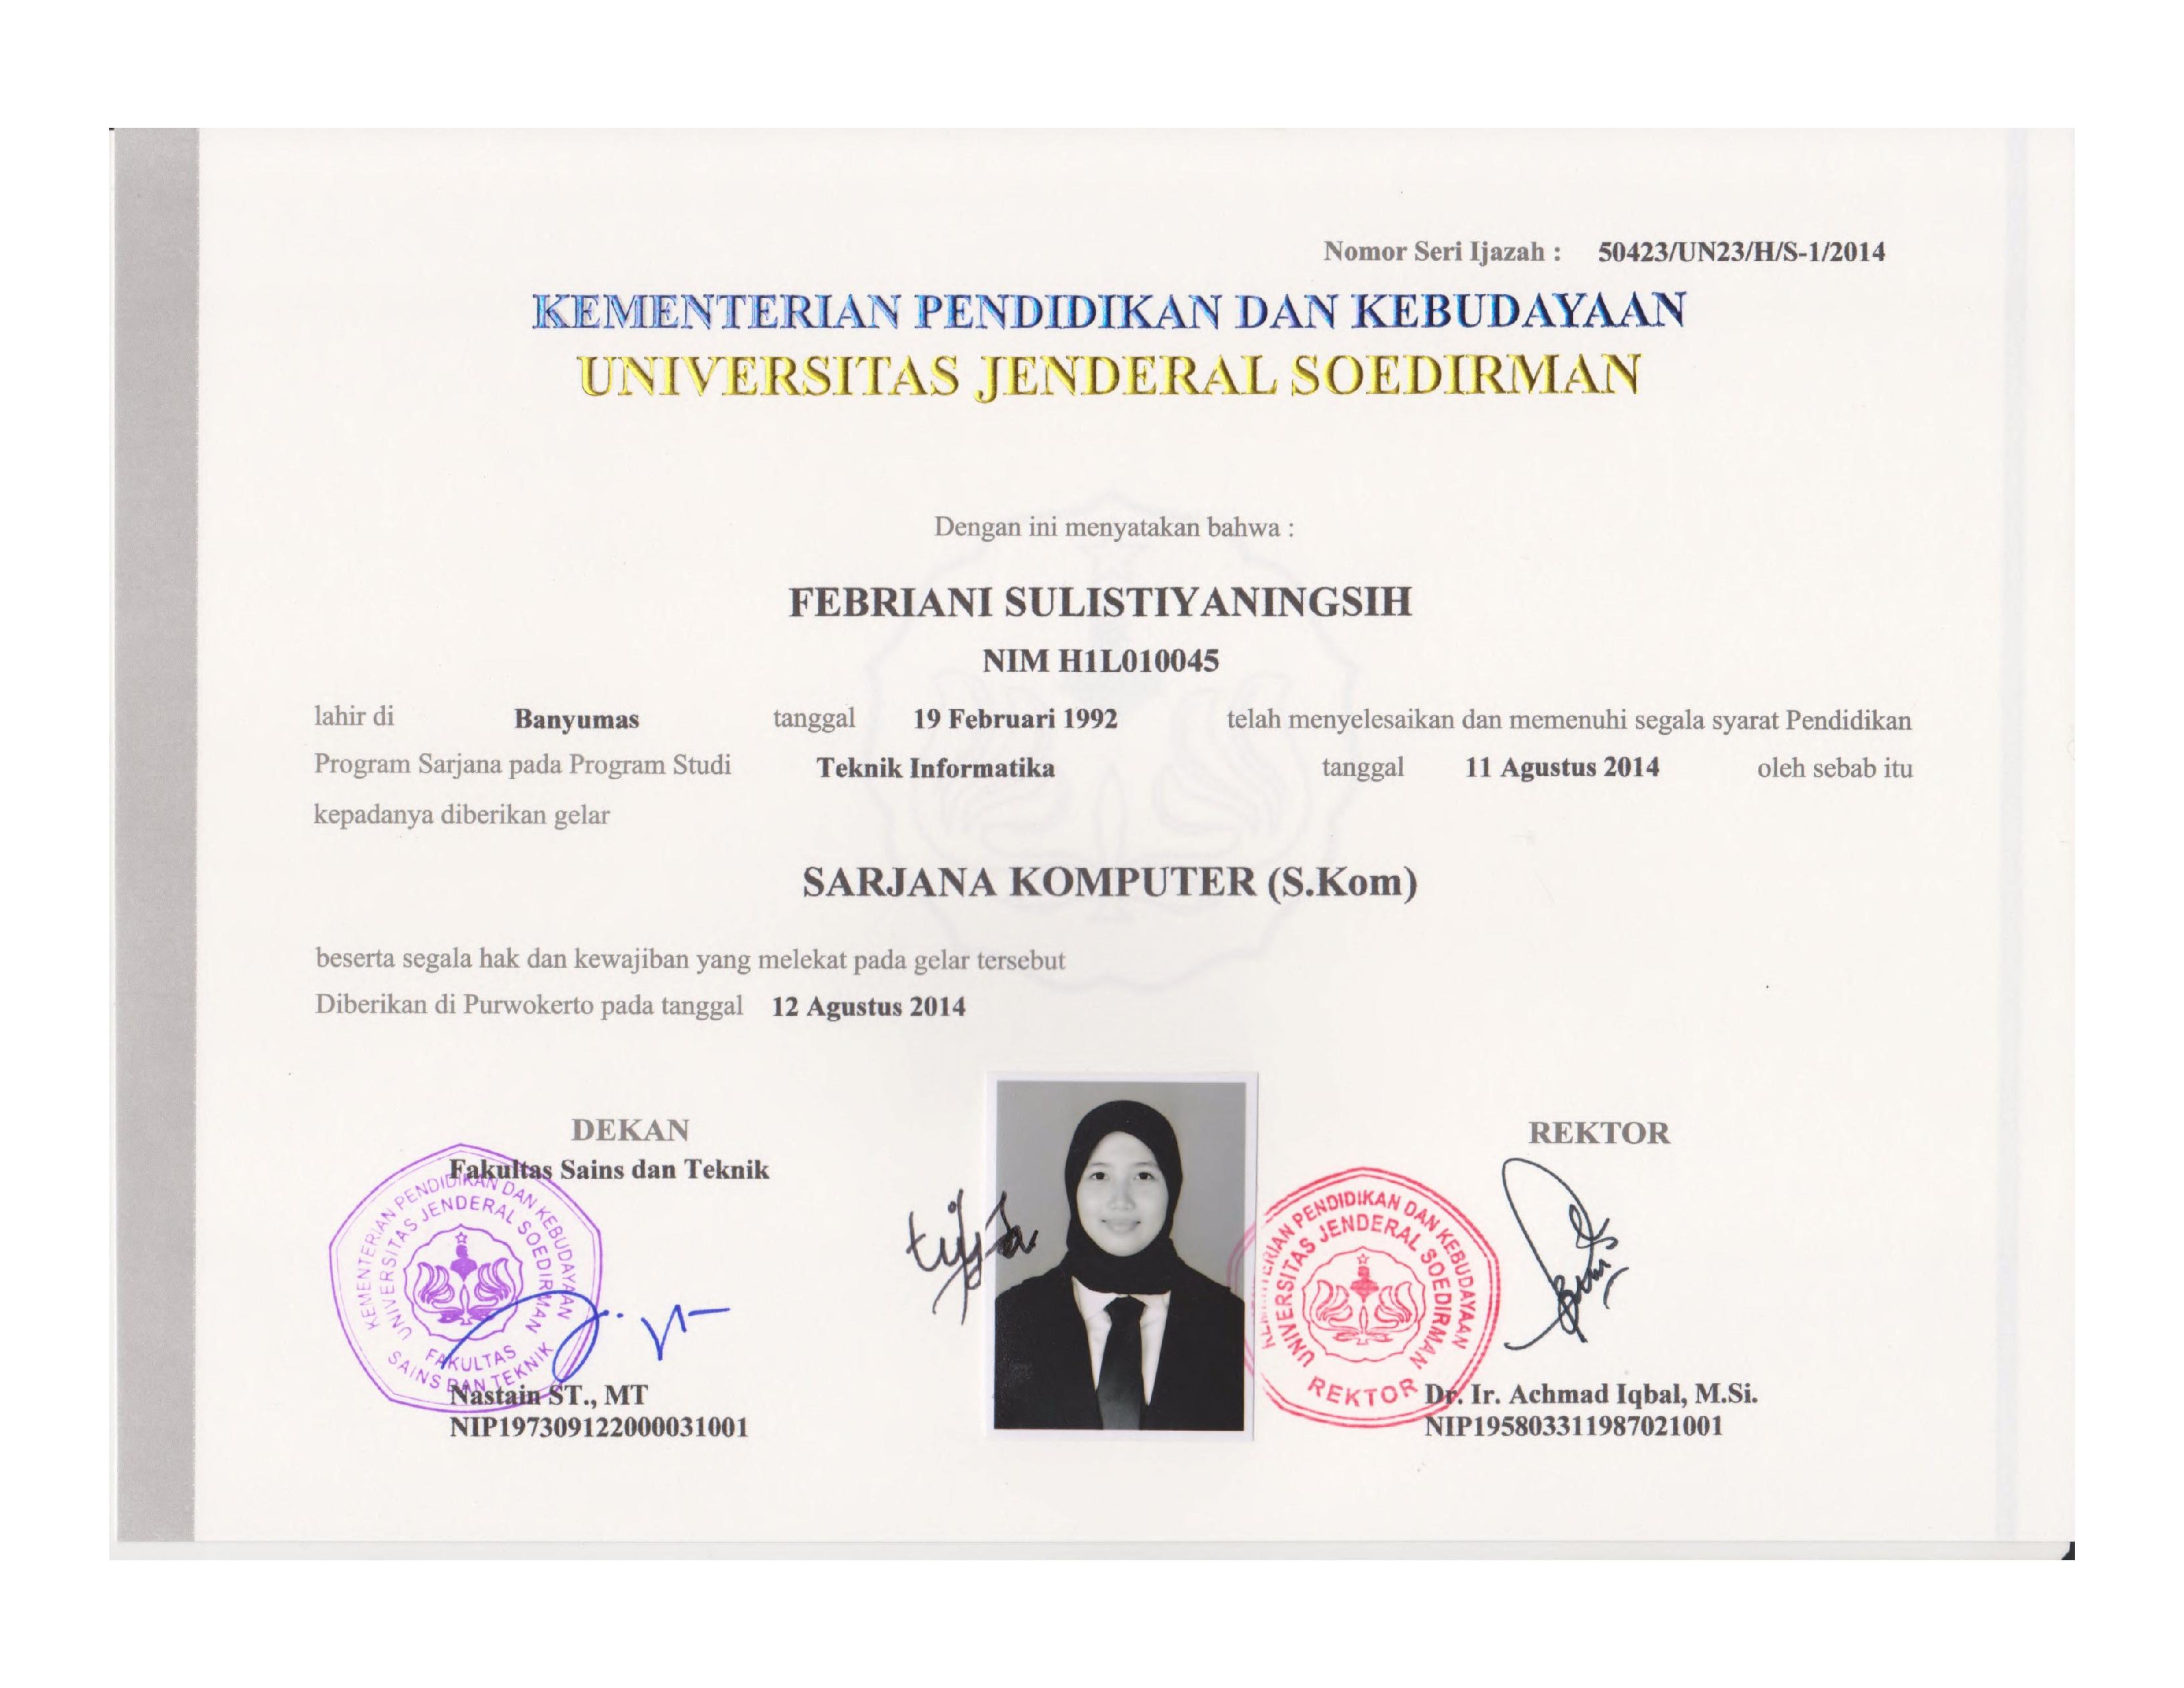 Nomor Seri Ijazah : 50423/UN23/H/S-1/2014
KEMENTERIAN PENDIDIKAN DAN KEBUDAYAAN
UNIVERSITAS JENDERAL SOEDIRMAN
Dengan ini menyatakan bahwa :
FEBRIANI SULISTIYANINGSIH
NIM H1L010045
lahir di Banyumas tanggal 19 Februari 1992 telah menyelesaikan dan memenuhi segala syarat Pendidikan
Program Sarjana pada Program Studi Teknik Informatika tanggal 11 Agustus 2014 oleh sebab itu
kepadanya diberikan gelar
SARJANA KOMPUTER (S.Kom)
beserta segala hak dan kewajiban yang melekat pada gelar tersebut
Diberikan di Purwokerto pada tanggal 12 Agustus 2014
DEKAN
Fakultas Sains dan Teknik
KEMENTERIAN PENDIDIKAN DAN KEBUDAYAAN
UNIVERSITAS JENDERAL SOEDIRMAN
FAKULTAS
SAINS DAN TEKNIK
Nastain ST., MT
NIP197309122000031001
REKTOR
KEMENTERIAN PENDIDIKAN DAN KEBUDAYAAN
UNIVERSITAS JENDERAL SOEDIRMAN
REKTOR
Dr. Ir. Achmad Iqbal, M.Si.
NIP195803311987021001